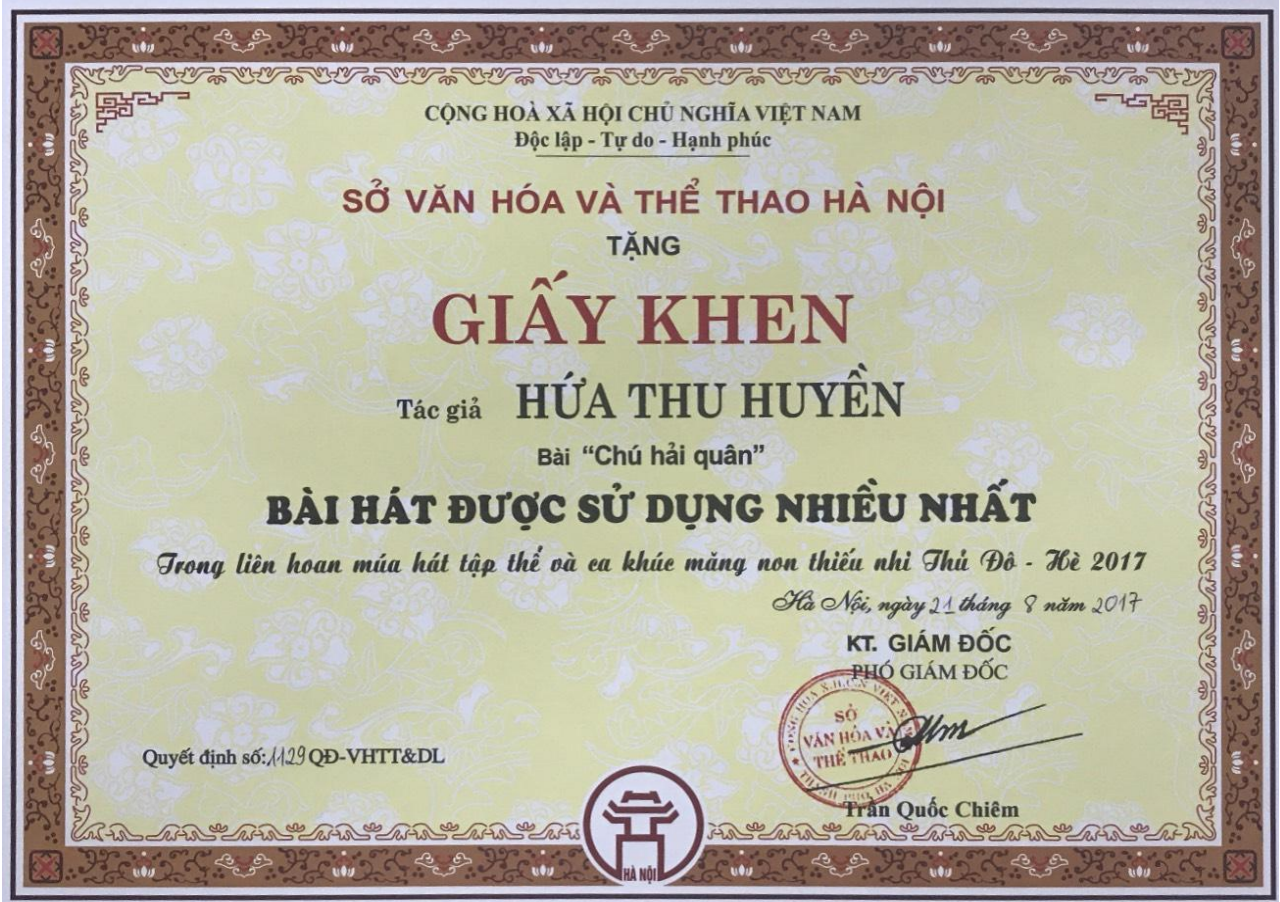 CỘNG HOÀ XÃ HỘI CHỦ NGHĨA VIỆT NAM
Độc lập - Tự do - Hạnh phúc
SỞ VĂN HÓA VÀ THỂ THAO HÀ NỘI
TẶNG
GIẤY KHEN
Tác giả HỨA THU HUYỀN
Bài “Chú hải quân”
BÀI HÁT ĐƯỢC SỬ DỤNG NHIỀU NHẤT
Trong liên hoan múa hát tập thể và ca khúc măng non thiếu nhi Thủ Đô - Hè 2017
Hà Nội, ngày 21 tháng 8 năm 2017
KT. GIÁM ĐỐC
PHÓ GIÁM ĐỐC
SỞ
VĂN HÓA VÀ
THỂ THAO
Quyết định số: 1129 QĐ-VHTT&DL
Trần Quốc Chiêm
HÀ NỘI